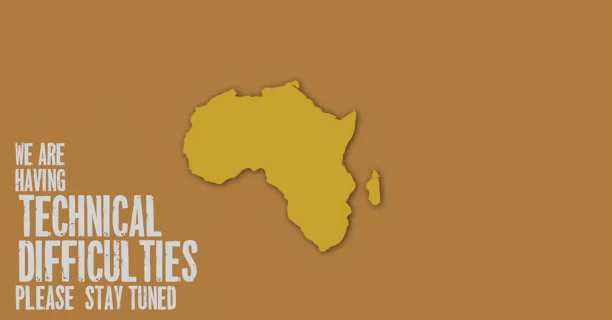 WE ARE
HAVING
TECHNICAL
DIFFICULTIES
PLEASE STAY TUNED